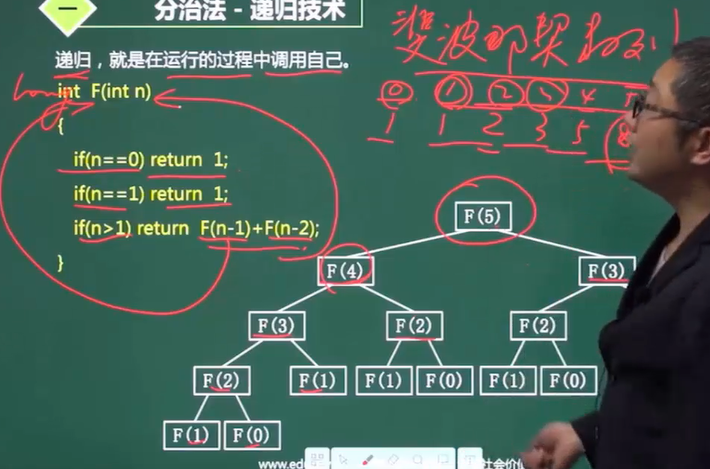 一
分治法 - 递归技术
递归，就是在运行的过程中调用自己。
斐波那契数列
int F(int n)
0 1 2 3 4 5
1 1 2 3 5 8
{
if(n==0) return 1;
if(n==1) return 1;
if(n>1) return F(n-1)+F(n-2);
}
F(5)
F(4) F(3)
F(3) F(2) F(2)
F(2) F(1) F(1) F(0) F(1) F(0)
F(1) F(0)
www.ed
社会价